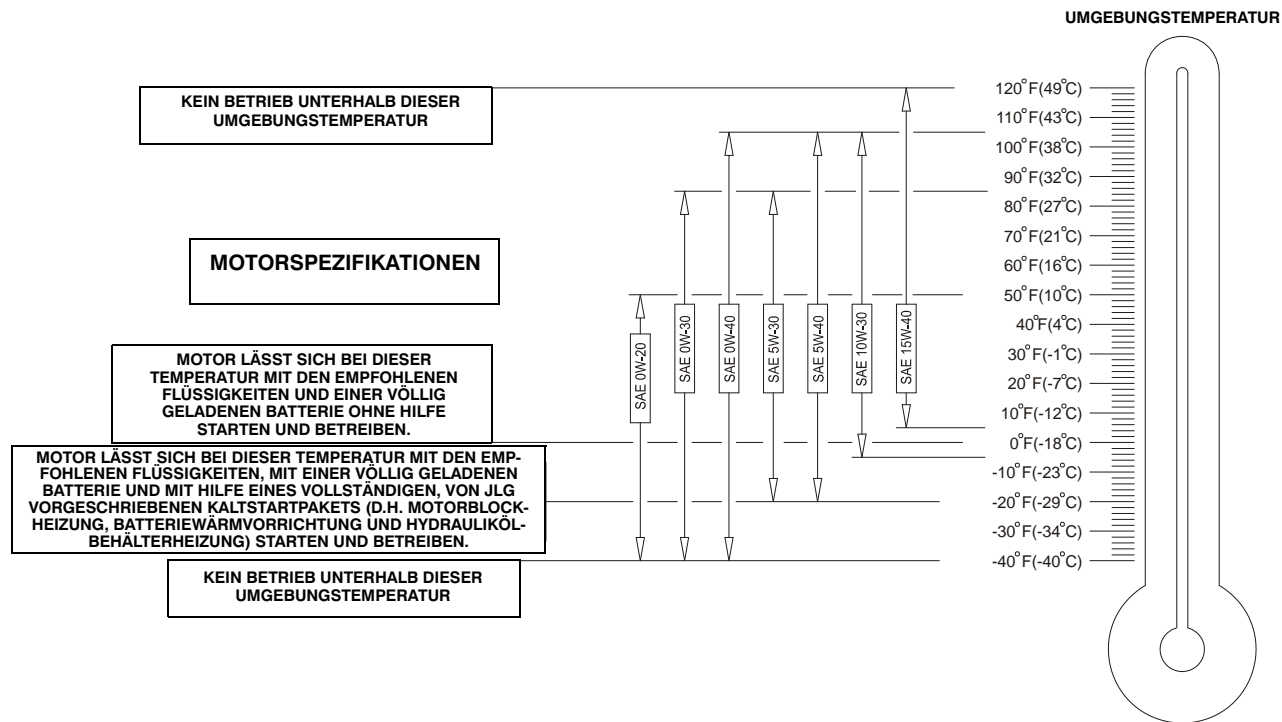 UMGEBUNGSTEMPERATUR
KEIN BETRIEB UNTERHALB DIESER
UMGEBUNGSTEMPERATUR
MOTORSPEZIFIKATIONEN
MOTOR LÄSST SICH BEI DIESER
TEMPERATUR MIT DEN EMPFOHLENEN
FLÜSSIGKEITEN UND EINER VÖLLIG
GELADENEN BATTERIE OHNE HILFE
STARTEN UND BETREIBEN.
MOTOR LÄSST SICH BEI DIESER TEMPERATUR MIT DEN EMP-
FOHLENEN FLÜSSIGKEITEN, MIT EINER VÖLLIG GELADENEN
BATTERIE UND MIT HILFE EINES VOLLSTÄNDIGEN, VON JLG
VORGESCHRIEBENEN KALTSTARTPAKETS (D.H. MOTORBLOCK-
HEIZUNG, BATTERIEWÄRMVORRICHTUNG UND HYDRAULIKÖL-
BEHÄLTERHEIZUNG) STARTEN UND BETREIBEN.
KEIN BETRIEB UNTERHALB DIESER
UMGEBUNGSTEMPERATUR
SAE 0W-20
SAE 0W-30
SAE 0W-40
SAE 5W-30
SAE 5W-40
SAE 10W-30
SAE 15W-40
120°F(49°C)
110°F(43°C)
100°F(38°C)
90°F(32°C)
80°F(27°C)
70°F(21°C)
60°F(16°C)
50°F(10°C)
40°F(4°C)
30°F(-1°C)
20°F(-7°C)
10°F(-12°C)
0°F(-18°C)
-10°F(-23°C)
-20°F(-29°C)
-30°F(-34°C)
-40°F(-40°C)